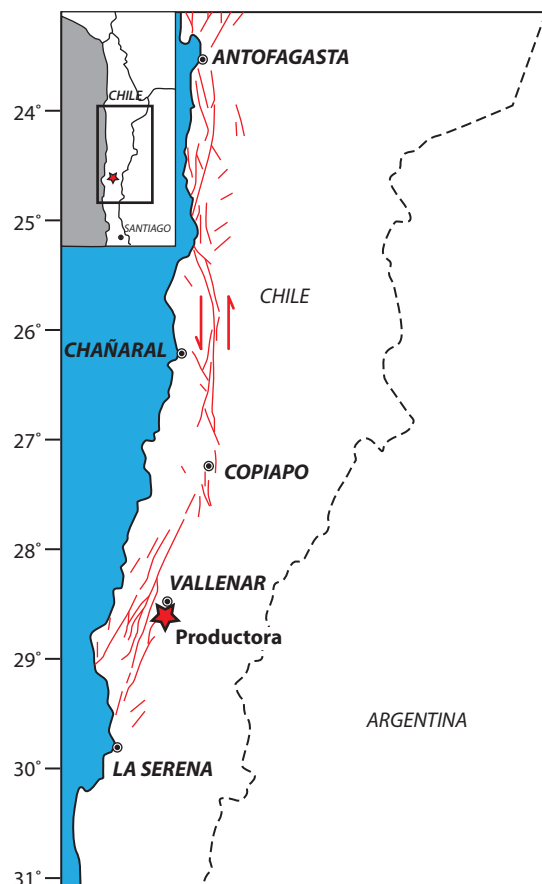 ANTOFAGASTA
CHILE
24°
SANTIAGO
25°
CHILE
26°
CHAÑARAL
27°
COPIAPO
28°
VALLENAR
Productora
29°
ARGENTINA
LA SERENA
30°
31°